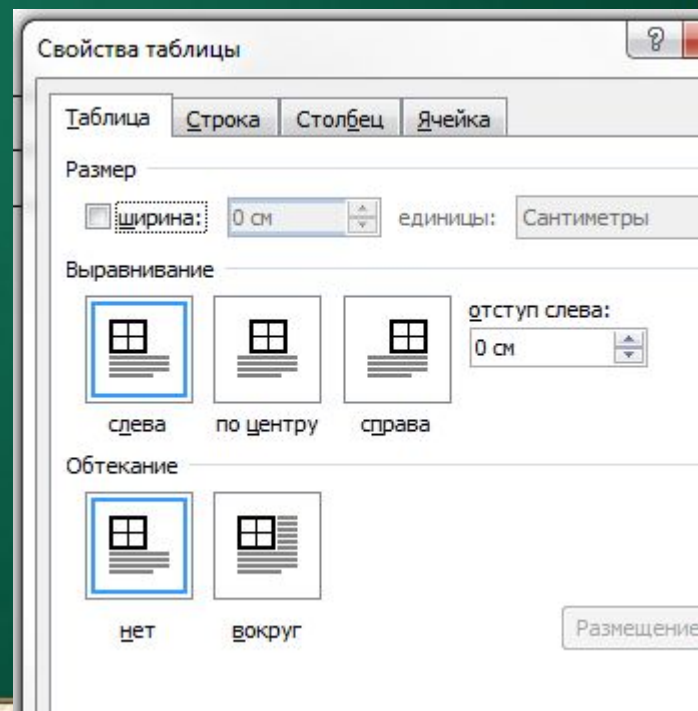 Свойства таблицы
?
Таблица Строка Столбец Ячейка
Размер
ширина: 0 см единицы: Сантиметры
Выравнивание
отступ слева:
0 см
слева по центру справа
Обтекание
нет вокруг
Размещение